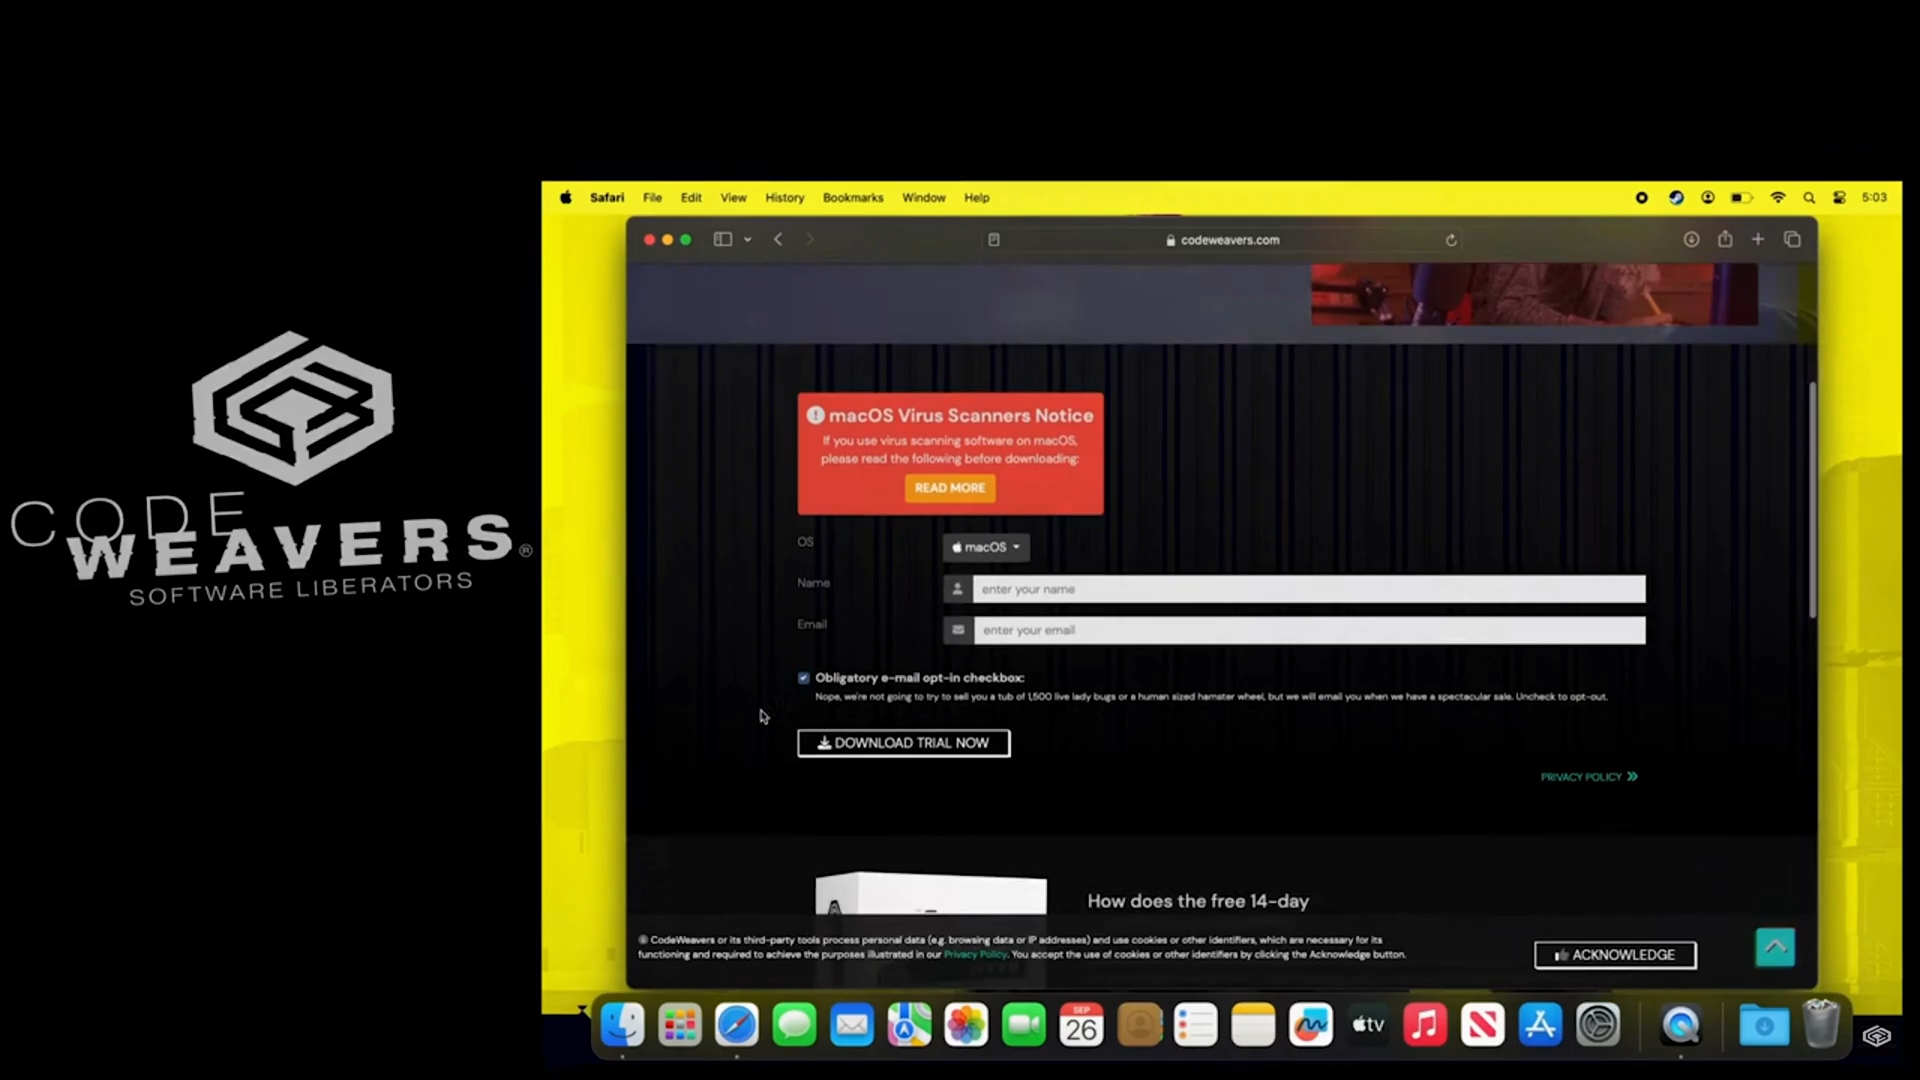 CODE
WEAVERS®
SOFTWARE LIBERATORS
Safari File Edit View History Bookmarks Window Help 5:03
codeweavers.com
macOS Virus Scanners Notice
If you use virus scanning software on macOS,
please read the following before downloading:
READ MORE
OS macOS
Name enter your name
Email enter your email
Obligatory e-mail opt-in checkbox:
Nope, we're not going to try to sell you a tub of 1,500 live lady bugs or a human sized hamster wheel, but we will email you when we have a spectacular sale. Uncheck to opt-out.
DOWNLOAD TRIAL NOW
PRIVACY POLICY
How does the free 14-day
CodeWeavers or its third-party tools process personal data (e.g. browsing data or IP addresses) and use cookies or other identifiers, which are necessary for its
functioning and required to achieve the purposes illustrated in our Privacy Policy. You accept the use of cookies or other identifiers by clicking the Acknowledge button.
ACKNOWLEDGE
SEP
26
tv